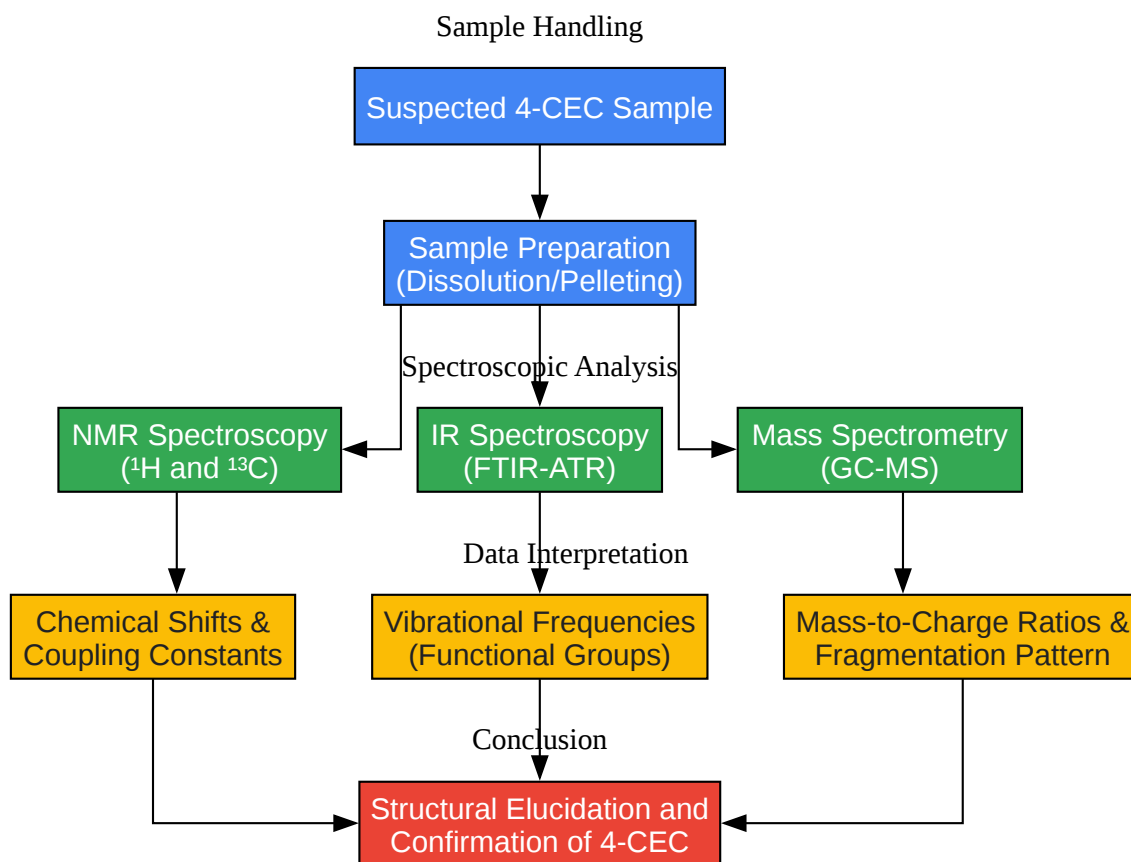 Sample Handling
Suspected 4-CEC Sample
Sample Preparation
(Dissolution/Pelleting)
Spectroscopic Analysis
NMR Spectroscopy
(¹H and ¹³C)
IR Spectroscopy
(FTIR-ATR)
Mass Spectrometry
(GC-MS)
Data Interpretation
Chemical Shifts &
Coupling Constants
Vibrational Frequencies
(Functional Groups)
Mass-to-Charge Ratios &
Fragmentation Pattern
Conclusion
Structural Elucidation and
Confirmation of 4-CEC